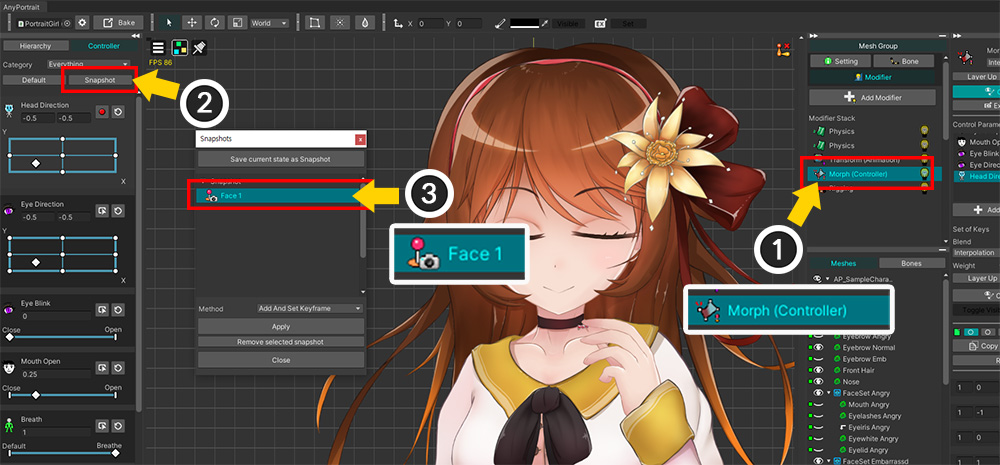 AnyPortrait
PortraitGirl
Bake
World
X 0 Y 0
Visible
Set
Hierarchy
Controller
Category Everything
Default
Snapshot
Head Direction
-0.5 -0.5
Y
X
Eye Direction
-0.5 -0.5
Y
X
Eye Blink
0
Close
Open
Mouth Open
0.25
Close
Open
Breath
1
Default
Breathe
FPS 86
2
Snapshots
x
Save current state as Snapshot
Snapshot
Face 1
3
Face 1
Method
Add And Set Keyframe
Apply
Remove selected snapshot
Close
Mesh Group
Setting
Bone
Modifier
Add Modifier
Modifier Stack
Physics
Physics
Transform (Animation)
Morph (Controller)
Rigging
1
Morph (Controller)
Meshes
Bones
AP_SampleChara..
Eyebrow Angry
Eyebrow Normal
Eyebrow Emb
Front Hair
Nose
FaceSet Angry
Mouth Angry
Eyelashes Angry
Eyeiris Angry
Eyewhite Angry
Eyelid Angry
FaceSet Embarrassd
Layer Up
Control Parame
Mouth Op
Eye Blink
Eye Direc
Head Dire
Add
Set of Keys
Blend
Interpolation
Weight
Layer Up
Toggle Visi
Copy
1 0
1 -1
0 0
1 1